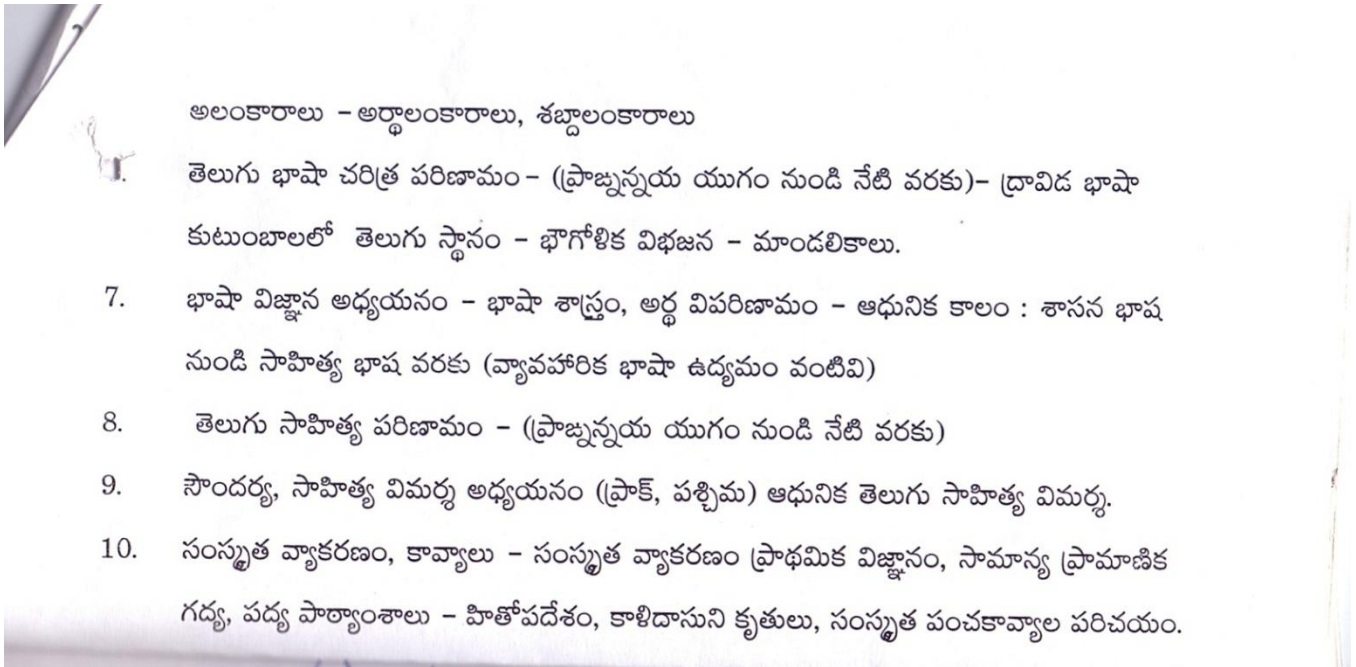 అలంకారాలు – అర్థాలంకారాలు, శబ్దాలంకారాలు
తెలుగు భాషా చరిత్ర పరిణామం – (ప్రాఙ్నన్నయ యుగం నుండి నేటి వరకు)– ద్రావిడ భాషా
కుటుంబాలలో తెలుగు స్థానం – భౌగోళిక విభజన – మాండలికాలు.
7. భాషా విజ్ఞాన అధ్యయనం – భాషా శాస్త్రం, అర్థ విపరిణామం – ఆధునిక కాలం : శాసన భాష
నుండి సాహిత్య భాష వరకు (వ్యావహారిక భాషా ఉద్యమం వంటివి)
8. తెలుగు సాహిత్య పరిణామం – (ప్రాఙ్నన్నయ యుగం నుండి నేటి వరకు)
9. సౌందర్య, సాహిత్య విమర్శ అధ్యయనం (ప్రాక్, పశ్చిమ) ఆధునిక తెలుగు సాహిత్య విమర్శ.
10. సంస్కృత వ్యాకరణం, కావ్యాలు – సంస్కృత వ్యాకరణం ప్రాథమిక విజ్ఞానం, సామాన్య ప్రామాణిక
గద్య, పద్య పాఠ్యాంశాలు – హితోపదేశం, కాళిదాసుని కృతులు, సంస్కృత పంచకావ్యాల పరిచయం.